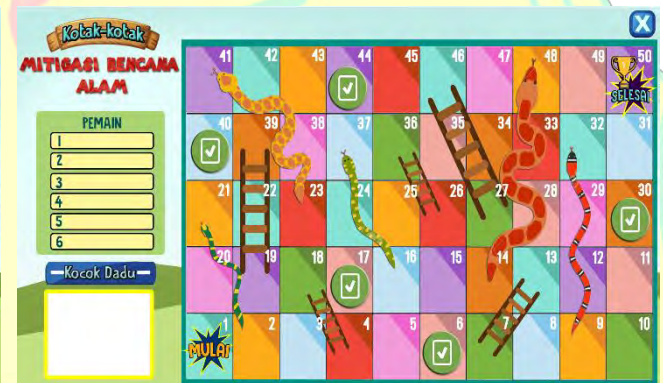 Kotak-kotak
MITIGASI BENCANA
ALAM
PEMAIN
1
2
3
4
5
6
Kocok Dadu
X
41 42 43 44 45 46 47 48 49 50
SELESAI
40 39 38 37 36 35 34 33 32 31
21 22 23 24 25 26 27 28 29 30
20 19 18 17 16 15 14 13 12 11
1 2 3 4 5 6 7 8 9 10
MULAI